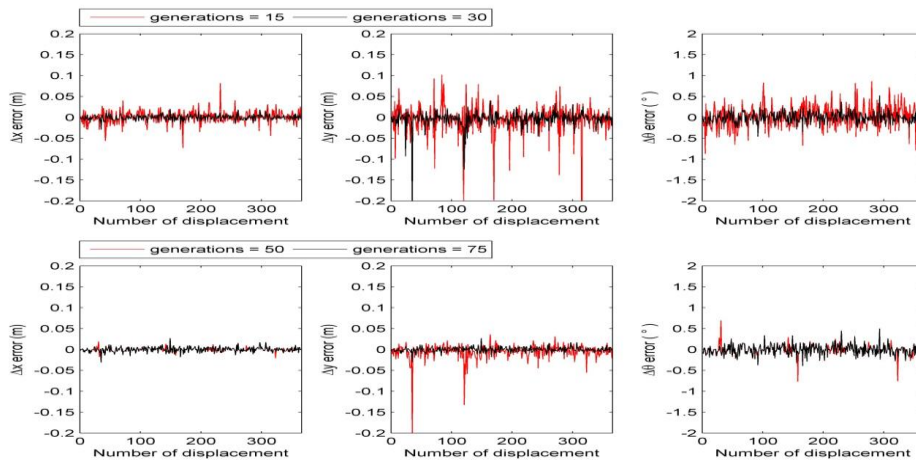 generations = 15 generations = 30
0.2 0.15 0.1 0.05 0 -0.05 -0.1 -0.15 -0.2
Δx error (m)
0 100 200 300
Number of displacement
0.2 0.15 0.1 0.05 0 -0.05 -0.1 -0.15 -0.2
Δy error (m)
0 100 200 300
Number of displacement
2 1.5 1 0.5 0 -0.5 -1 -1.5 -2
Δθ error ( ° )
0 100 200 300
Number of displacement
generations = 50 generations = 75
0.2 0.15 0.1 0.05 0 -0.05 -0.1 -0.15 -0.2
Δx error (m)
0 100 200 300
Number of displacement
0.2 0.15 0.1 0.05 0 -0.05 -0.1 -0.15 -0.2
Δy error (m)
0 100 200 300
Number of displacement
2 1.5 1 0.5 0 -0.5 -1 -1.5 -2
Δθ error ( ° )
0 100 200 300
Number of displacement